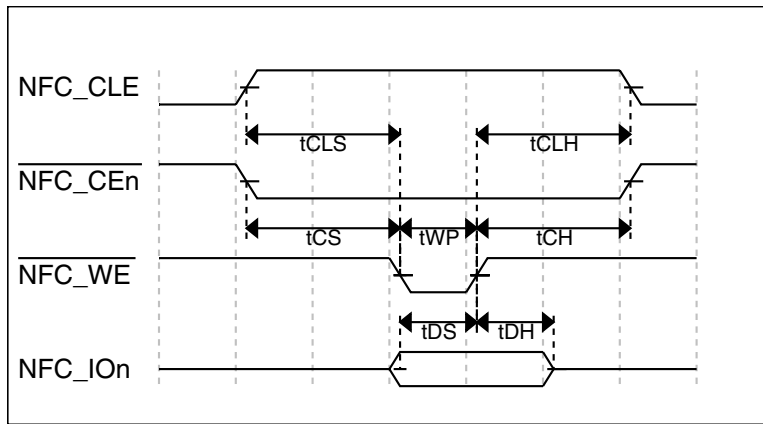 NFC_CLE
tCLS tCLH
NFC_CEn
tCS tWP tCH
NFC_WE
tDS tDH
NFC_IOn